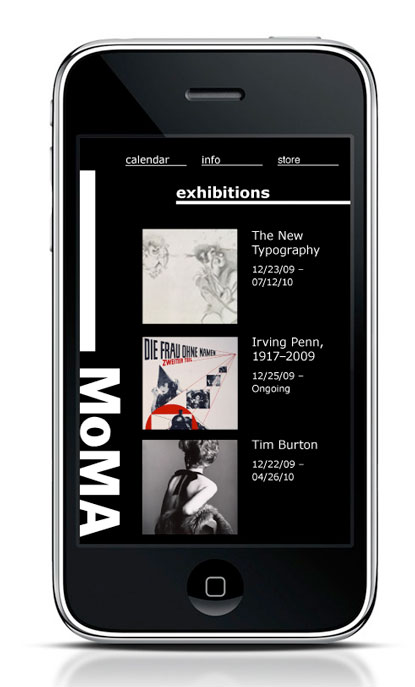 calendar
info
store
exhibitions
The New
Typography
12/23/09 –
07/12/10
DIE FRAU OHNE NAMEN
ZWEITER TEIL
Irving Penn,
1917–2009
12/25/09 –
Ongoing
Tim Burton
12/22/09 –
04/26/10
MoMA